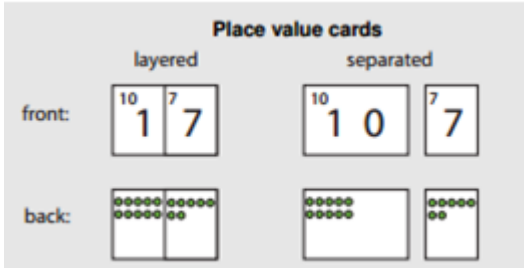 Place value cards
layered separated
front: 10 1 7 7 10 1 0 7 7
back: